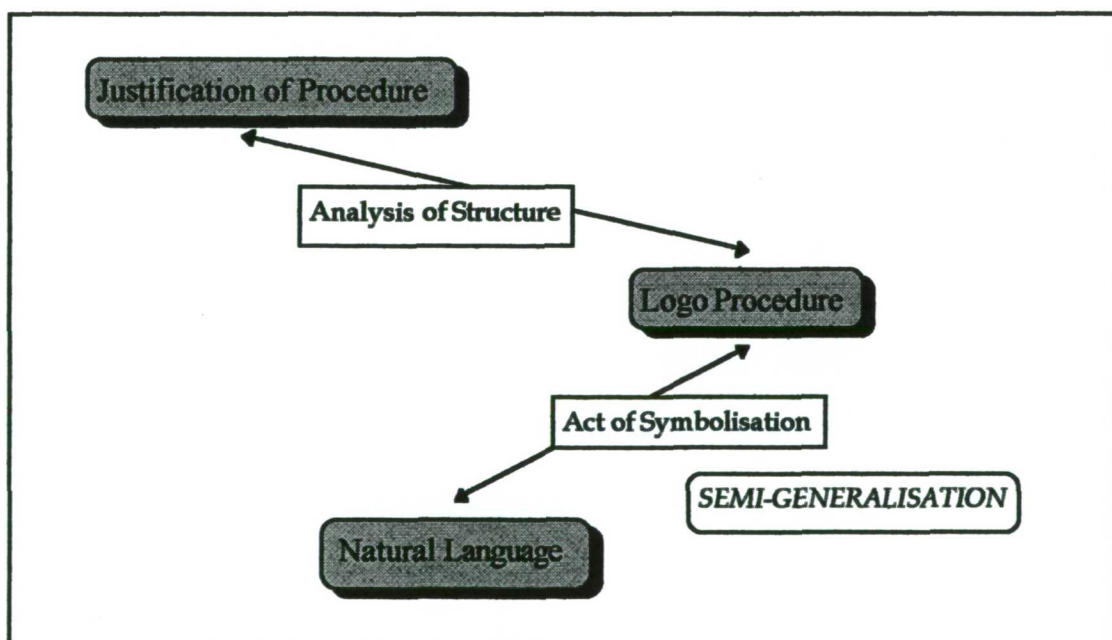 Justification of Procedure
Analysis of Structure
Logo Procedure
Act of Symbolisation
SEMI-GENERALISATION
Natural Language